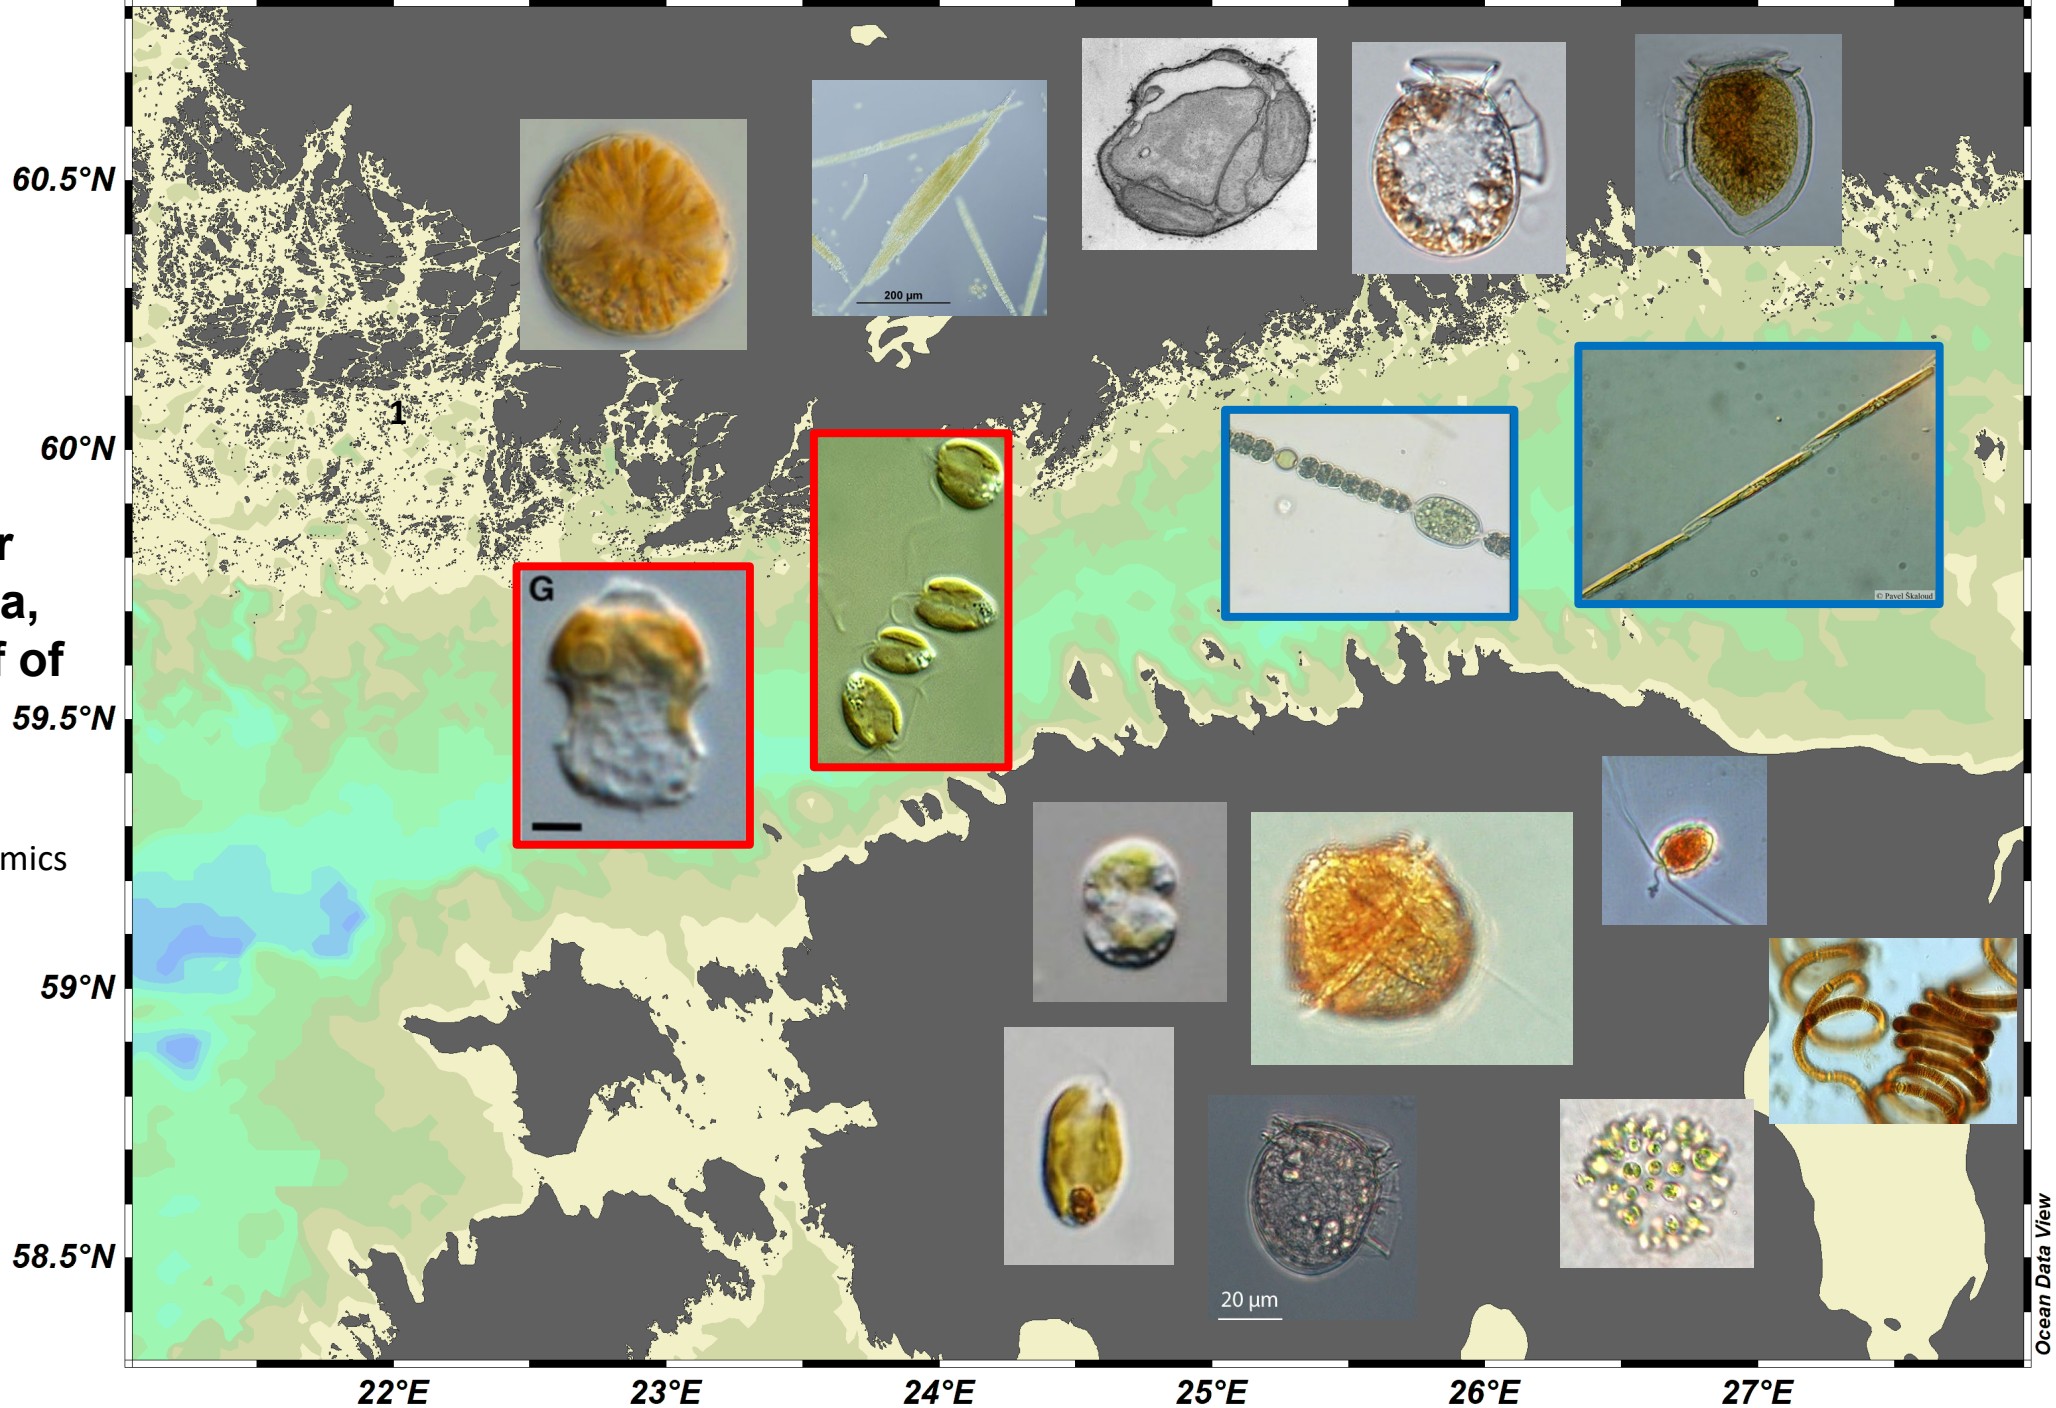 60.5°N
200 µm
1
60°N
© Pavel Škaloud
r
a,
f of
G
59.5°N
mics
59°N
58.5°N
20 µm
Ocean Data View
22°E
23°E
24°E
25°E
26°E
27°E